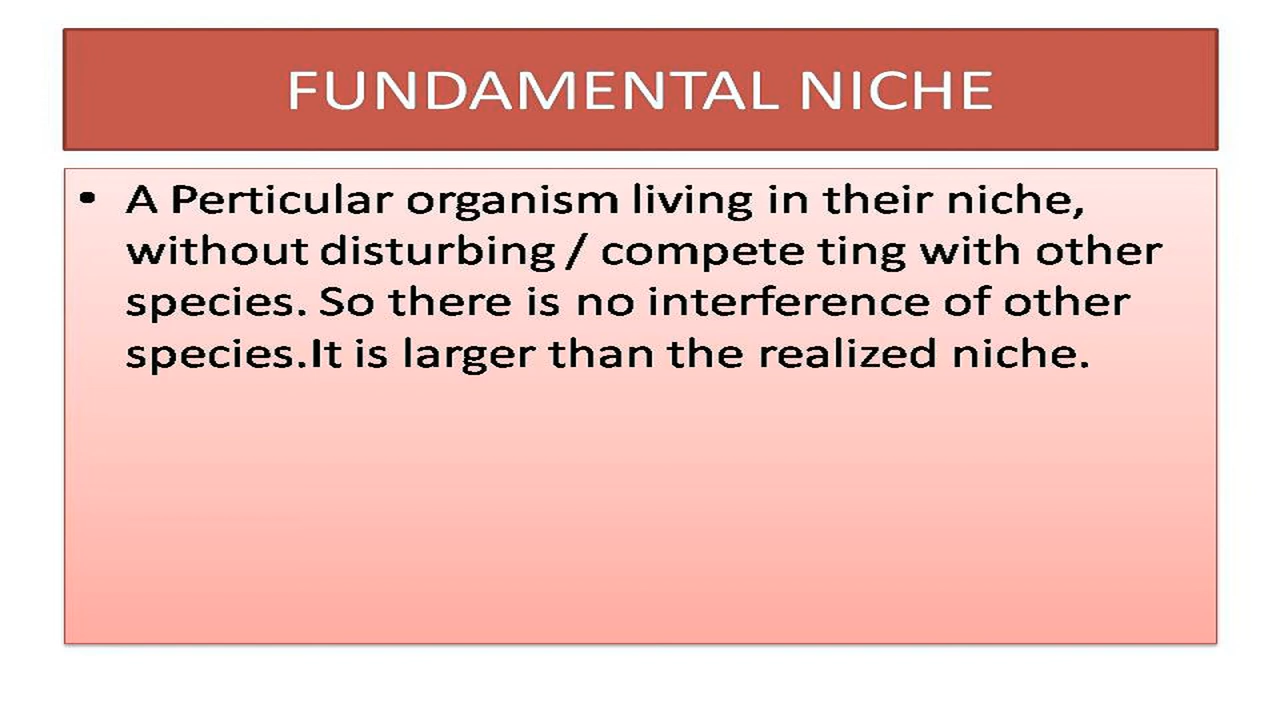 FUNDAMENTAL NICHE
• A Perticular organism living in their niche,
without disturbing / compete ting with other
species. So there is no interference of other
species.It is larger than the realized niche.